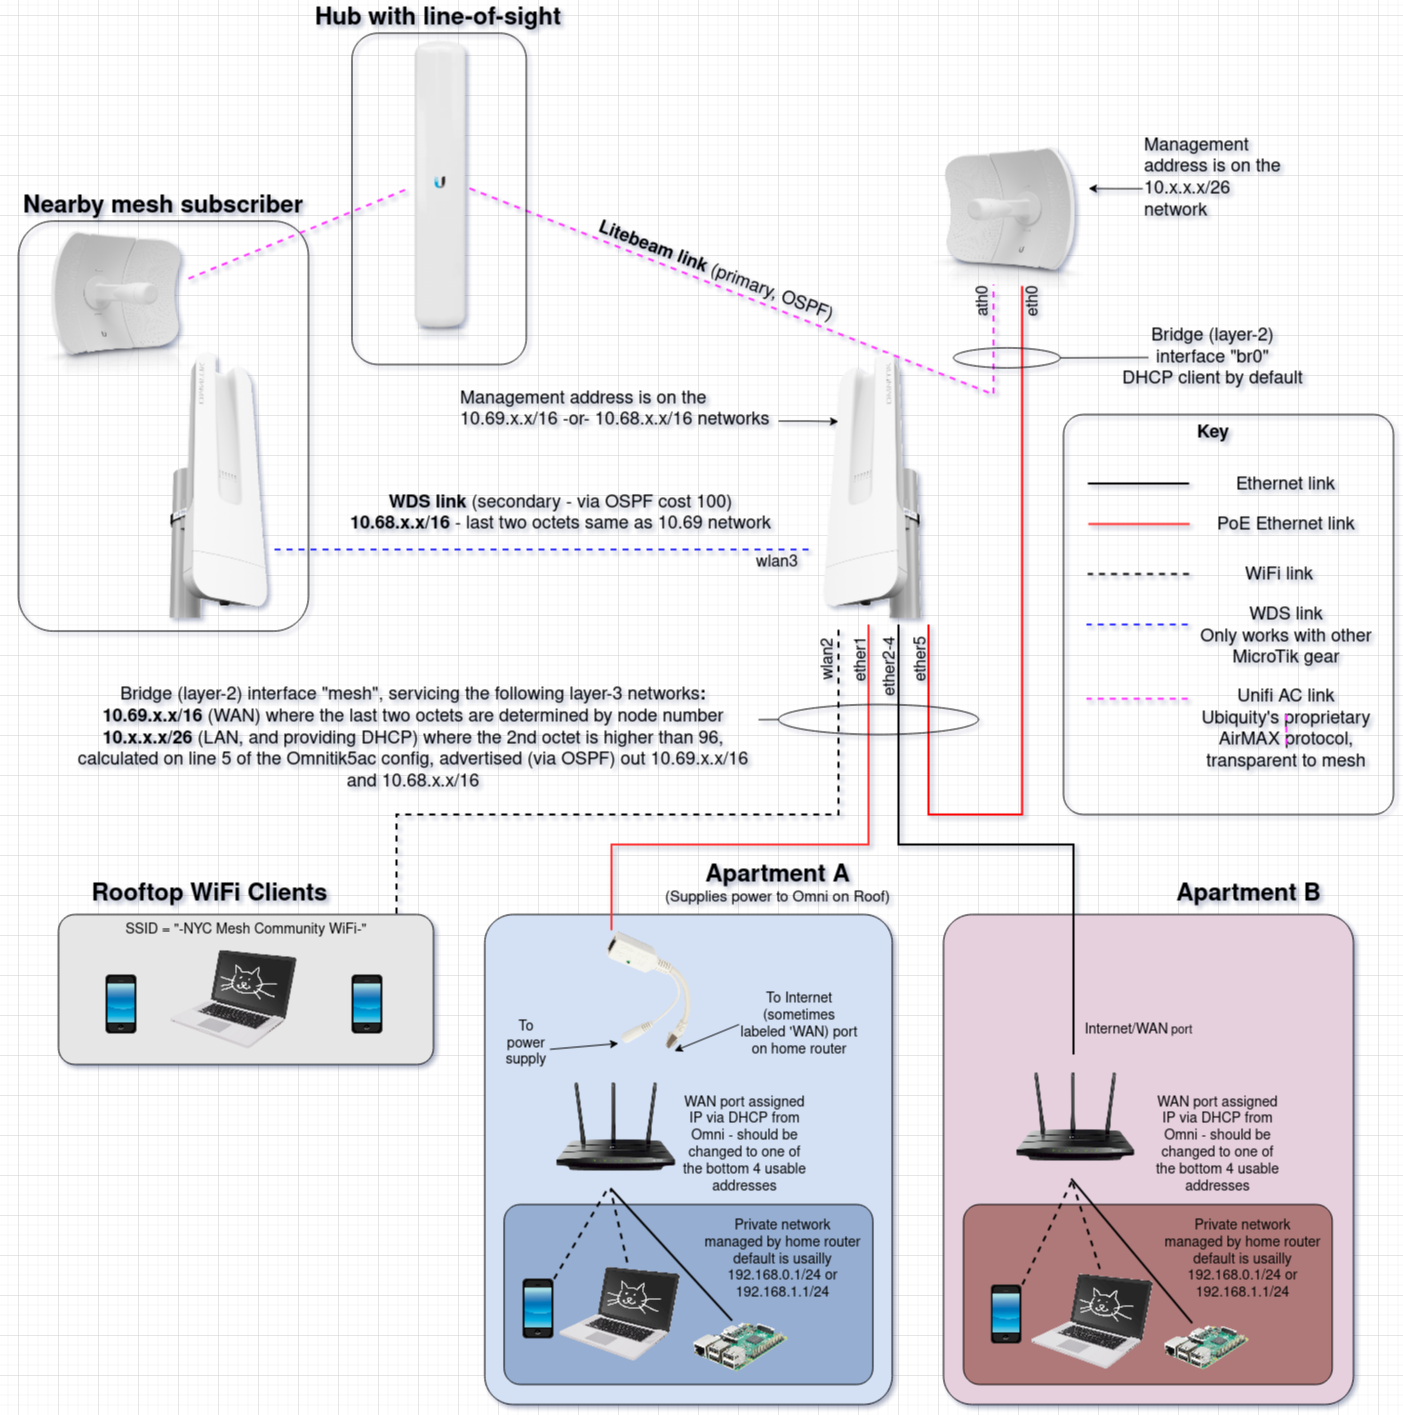 Hub with line-of-sight
Management
address is on the
10.x.x.x/26
network
Nearby mesh subscriber
Litebeam link (primary, OSPF)
ath0
eth0
Bridge (layer-2)
interface "br0"
DHCP client by default
Management address is on the
10.69.x.x/16 -or- 10.68.x.x/16 networks
Key
Ethernet link
PoE Ethernet link
WiFi link
WDS link
Only works with other
MicroTik gear
Unifi AC link
Ubiquity's proprietary
AirMAX protocol,
transparent to mesh
WDS link (secondary - via OSPF cost 100)
10.68.x.x/16 - last two octets same as 10.69 network
wlan3
wlan2
ether1
ether2-4
ether5
Bridge (layer-2) interface "mesh", servicing the following layer-3 networks:
10.69.x.x/16 (WAN) where the last two octets are determined by node number
10.x.x.x/26 (LAN, and providing DHCP) where the 2nd octet is higher than 96,
calculated on line 5 of the Omnitik5ac config, advertised (via OSPF) out 10.69.x.x/16
and 10.68.x.x/16
Rooftop WiFi Clients
SSID = "-NYC Mesh Community WiFi-"
Apartment A
(Supplies power to Omni on Roof)
To
power
supply
To Internet
(sometimes
labeled 'WAN) port
on home router
WAN port assigned
IP via DHCP from
Omni - should be
changed to one of
the bottom 4 usable
addresses
Private network
managed by home router
default is usailly
192.168.0.1/24 or
192.168.1.1/24
Apartment B
Internet/WAN port
WAN port assigned
IP via DHCP from
Omni - should be
changed to one of
the bottom 4 usable
addresses
Private network
managed by home router
default is usailly
192.168.0.1/24 or
192.168.1.1/24